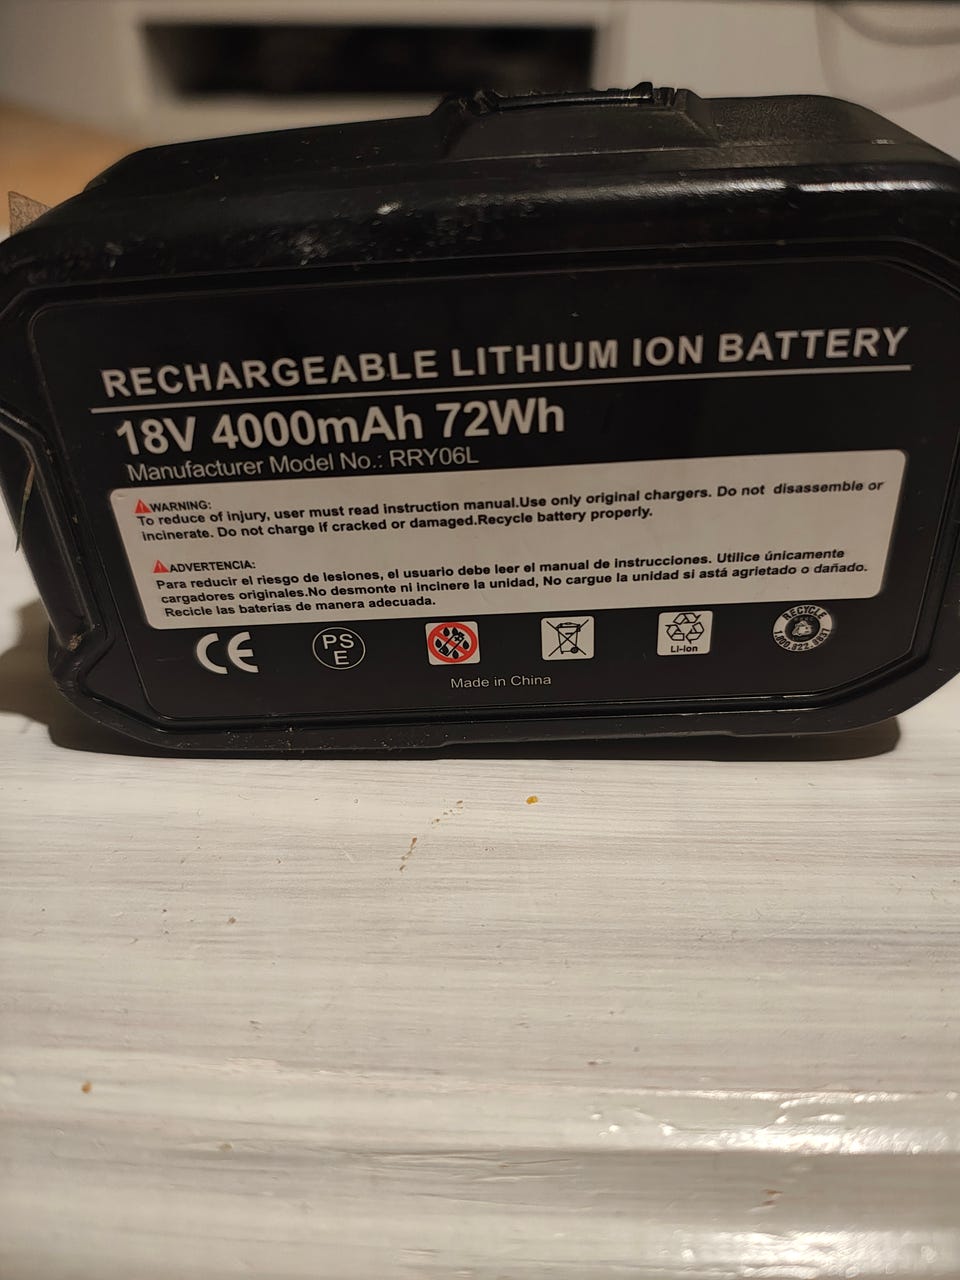 RECHARGEABLE LITHIUM ION BATTERY
18V 4000mAh 72Wh
Manufacturer Model No.: RRY06L
WARNING:
To reduce of injury, user must read instruction manual.Use only original chargers. Do not disassemble or
incinerate. Do not charge if cracked or damaged.Recycle battery properly.
ADVERTENCIA:
Para reducir el riesgo de lesiones, el usuario debe leer el manual de instrucciones. Utilice únicamente
cargadores originales.No desmonte ni incinere la unidad, No cargue la unidad si astá agrietado o dañado.
Recicle las baterías de manera adecuada.
CE
PS
E
Li-Ion
RECYCLE
1.800.822.8837
Made in China